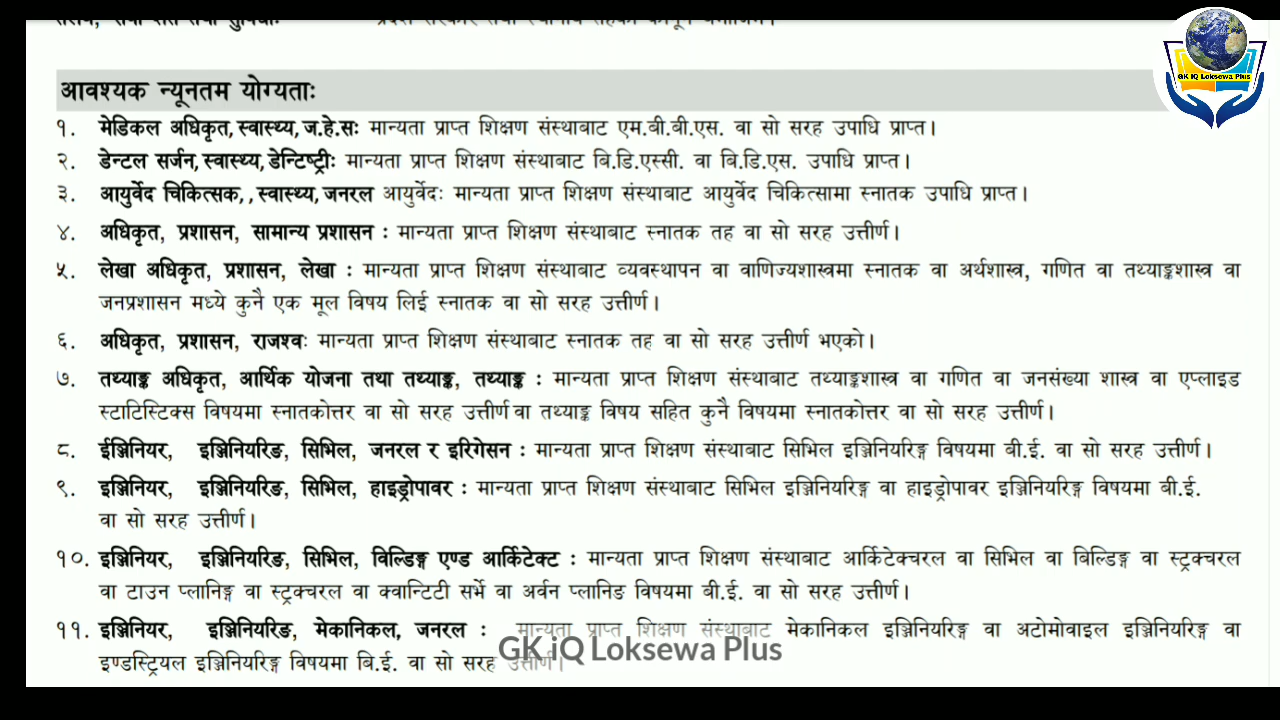 प्रदेश सरकार तथा स्थानीय तहको कानून बमोजिम।
GK IQ Loksewa Plus
आवश्यक न्यूनतम योग्यताः
१. मेडिकल अधिकृत, स्वास्थ्य, ज.हे.सः मान्यता प्राप्त शिक्षण संस्थाबाट एम.बी.बी.एस. वा सो सरह उपाधि प्राप्त।
२. डेन्टल सर्जन, स्वास्थ्य, डेन्टिष्ट्रीः मान्यता प्राप्त शिक्षण संस्थाबाट बि.डि.एस्सी. वा बि.डि.एस. उपाधि प्राप्त।
३. आयुर्वेद चिकित्सक, , स्वास्थ्य, जनरल आयुर्वेदः मान्यता प्राप्त शिक्षण संस्थाबाट आयुर्वेद चिकित्सामा स्नातक उपाधि प्राप्त।
४. अधिकृत, प्रशासन, सामान्य प्रशासन : मान्यता प्राप्त शिक्षण संस्थाबाट स्नातक तह वा सो सरह उत्तीर्ण।
५. लेखा अधिकृत, प्रशासन, लेखा : मान्यता प्राप्त शिक्षण संस्थाबाट व्यवस्थापन वा वाणिज्यशास्त्रमा स्नातक वा अर्थशास्त्र, गणित वा तथ्याङ्कशास्त्र वा
जनप्रशासन मध्ये कुनै एक मूल विषय लिई स्नातक वा सो सरह उत्तीर्ण।
६. अधिकृत, प्रशासन, राजश्वः मान्यता प्राप्त शिक्षण संस्थाबाट स्नातक तह वा सो सरह उत्तीर्ण भएको।
७. तथ्याङ्क अधिकृत, आर्थिक योजना तथा तथ्याङ्क, तथ्याङ्क : मान्यता प्राप्त शिक्षण संस्थाबाट तथ्याङ्कशास्त्र वा गणित वा जनसंख्या शास्त्र वा एप्लाइड
स्टाटिस्टिक्स विषयमा स्नातकोत्तर वा सो सरह उत्तीर्ण वा तथ्याङ्क विषय सहित कुनै विषयमा स्नातकोत्तर वा सो सरह उत्तीर्ण।
८. ईञ्जिनियर, इञ्जिनियरिङ, सिभिल, जनरल र इरिगेसन : मान्यता प्राप्त शिक्षण संस्थाबाट सिभिल इञ्जिनियरिङ्ग विषयमा बी.ई. वा सो सरह उत्तीर्ण।
९. इञ्जिनियर, इञ्जिनियरिङ, सिभिल, हाइड्रोपावर : मान्यता प्राप्त शिक्षण संस्थाबाट सिभिल इञ्जिनियरिङ्ग वा हाइड्रोपावर इञ्जिनियरिङ्ग विषयमा बी.ई.
वा सो सरह उत्तीर्ण।
१०. इञ्जिनियर, इञ्जिनियरिङ, सिभिल, विल्डिङ्ग एण्ड आर्किटेक्ट : मान्यता प्राप्त शिक्षण संस्थाबाट आर्किटेक्चरल वा सिभिल वा बिल्डिङ्ग वा स्ट्रक्चरल
वा टाउन प्लानिङ्ग वा स्ट्रक्चरल वा क्वान्टिटी सर्भे वा अर्वन प्लानिङ विषयमा बी.ई. वा सो सरह उत्तीर्ण।
११. इञ्जिनियर, इञ्जिनियरिङ, मेकानिकल, जनरल : मान्यता प्राप्त शिक्षण संस्थाबाट मेकानिकल इञ्जिनियरिङ्ग वा अटोमोवाइल इञ्जिनियरिङ्ग वा
GK iQ Loksewa Plus
इण्डस्ट्रियल इञ्जिनियरिङ्ग विषयमा बि.ई. वा सो सरह उत्तीर्ण।